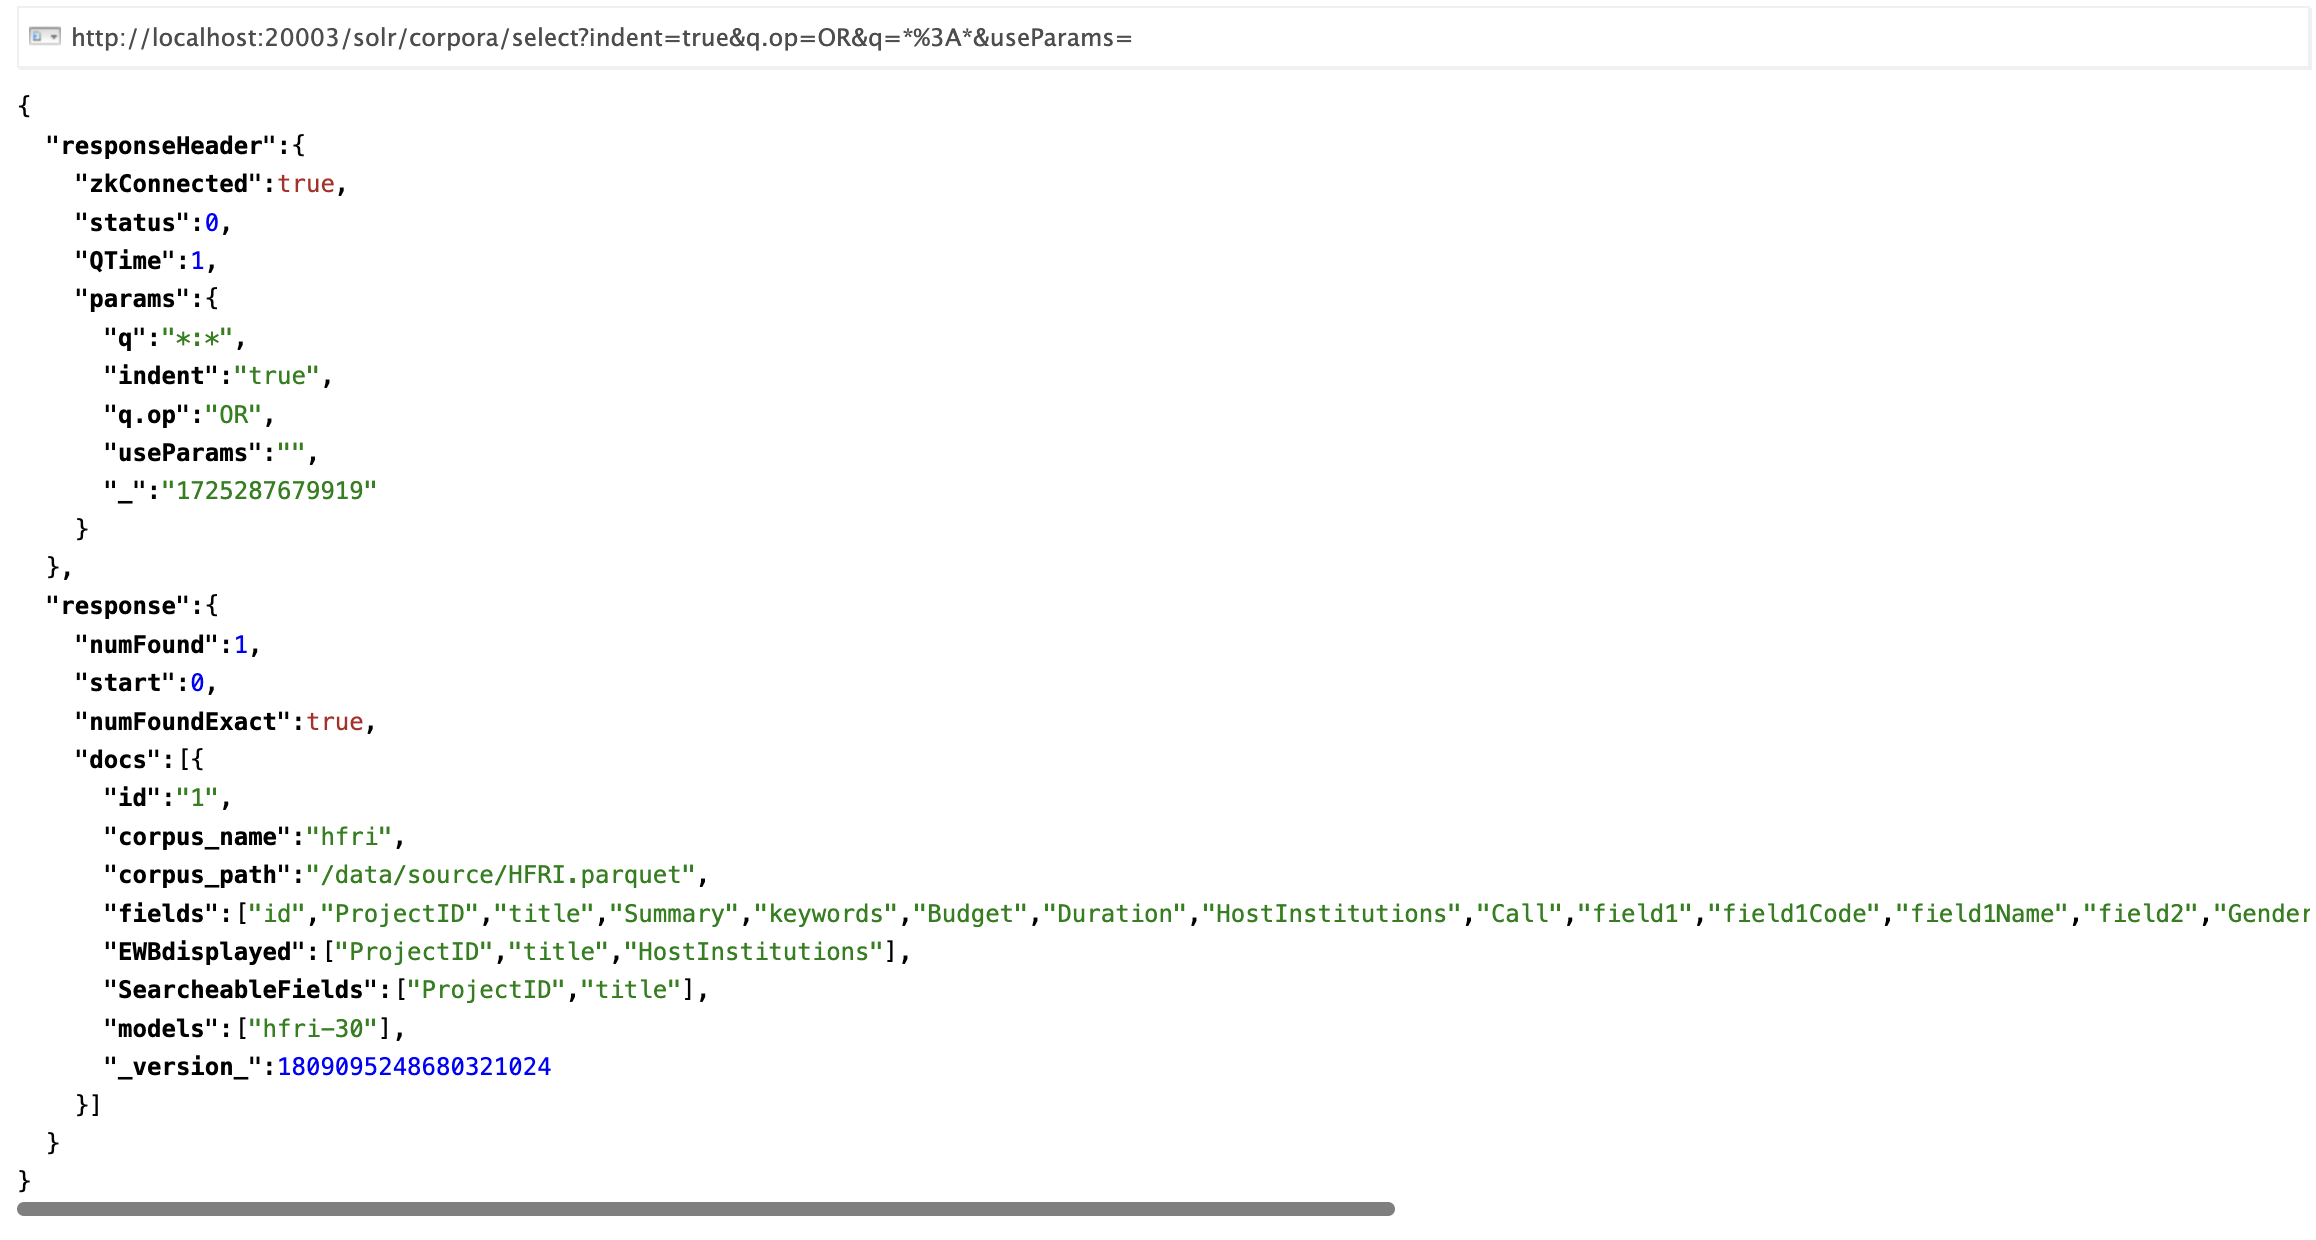 http://localhost:20003/solr/corpora/select?indent=true&q.op=OR&q=*%3A*&useParams=
{
  "responseHeader":{
    "zkConnected":true,
    "status":0,
    "QTime":1,
    "params":{
      "q":"*:*",
      "indent":"true",
      "q.op":"OR",
      "useParams":"",
      "_":"1725287679919"
    }
  },
  "response":{
    "numFound":1,
    "start":0,
    "numFoundExact":true,
    "docs":[{
      "id":"1",
      "corpus_name":"hfri",
      "corpus_path":"/data/source/HFRI.parquet",
      "fields":["id","ProjectID","title","Summary","keywords","Budget","Duration","HostInstitutions","Call","field1","field1Code","field1Name","field2","Gender
      "EWBdisplayed":["ProjectID","title","HostInstitutions"],
      "SearcheableFields":["ProjectID","title"],
      "models":["hfri-30"],
      "_version_":1809095248680321024
    }]
  }
}